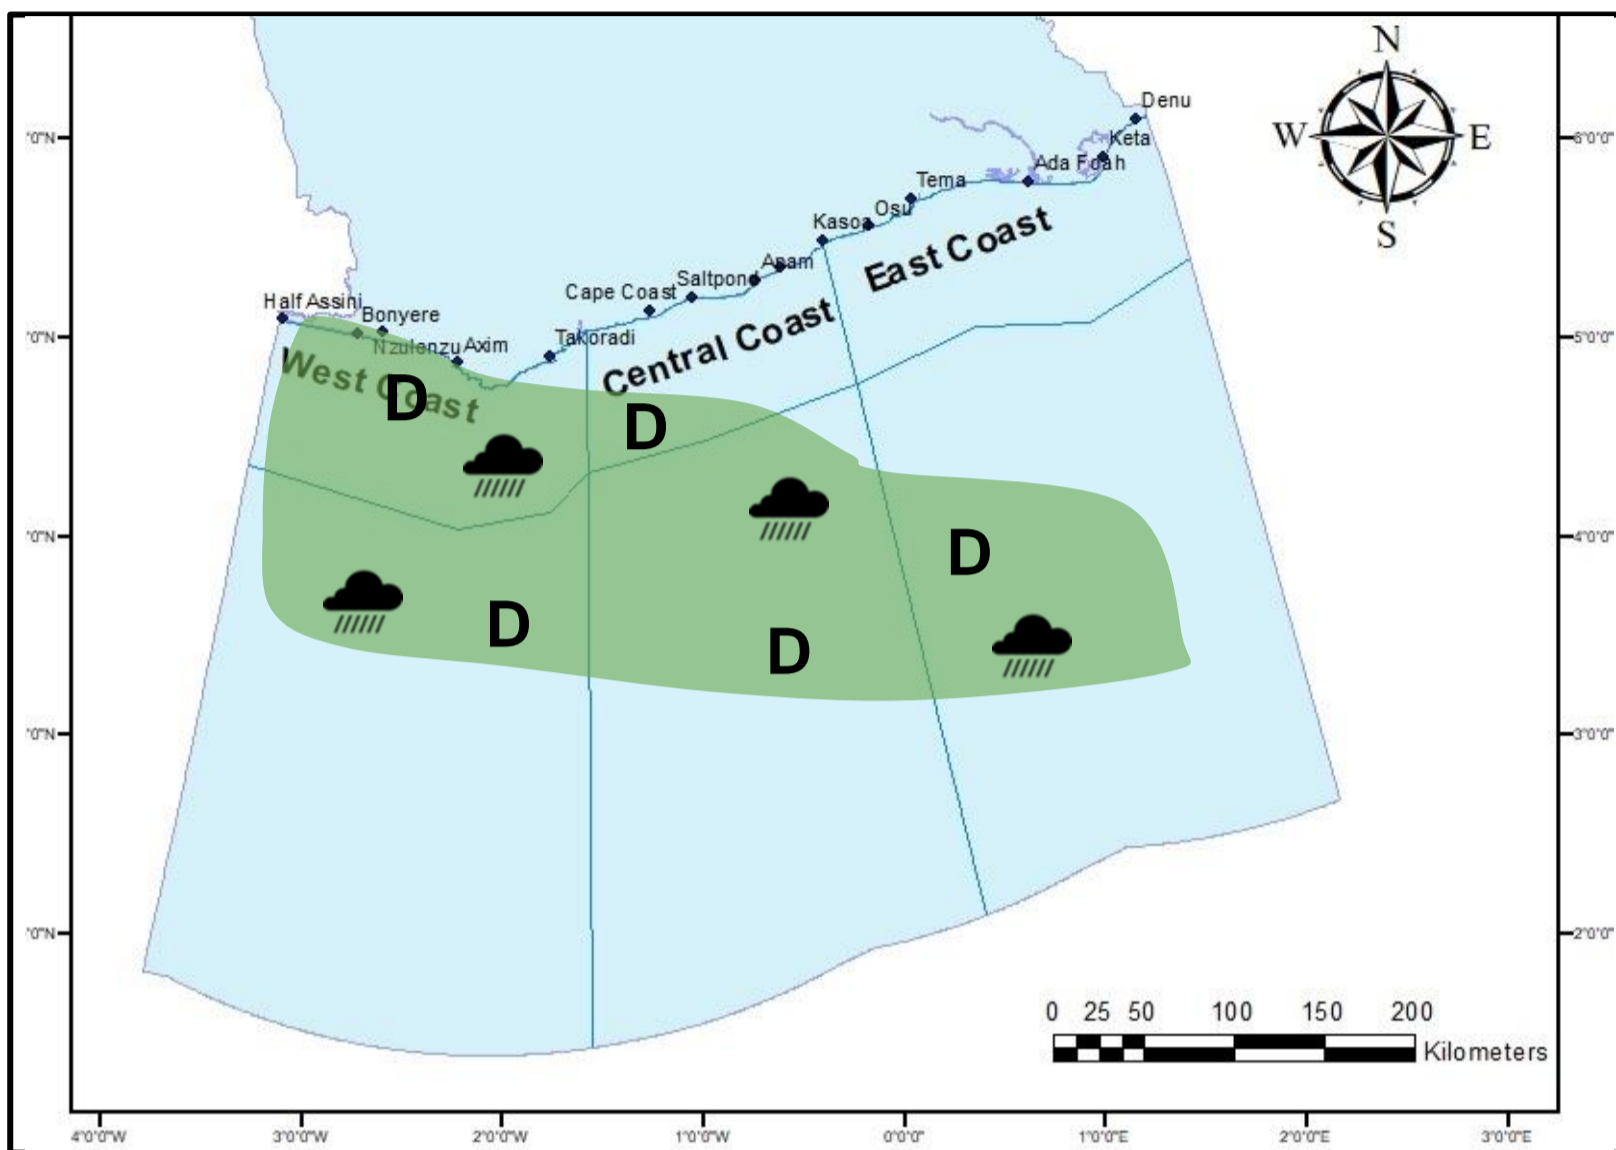 N
W
E
S
Denu
Keta
Ada Foah
Tema
Osu
Kasoa
Apam
Saltpond
Cape Coast
Takoradi
Half Assini
Bonyere
Nzulenzu
Axim
East Coast
Central Coast
West Coast
D
D
D
D
D
6°0'0"
5°0'0"
4°0'0"
3°0'0"
2°0'0"
0 25 50 100 150 200
Kilometers
4°0'0"W 3°0'0"W 2°0'0"W 1°0'0"W 0°0'0" 1°0'0"E 2°0'0"E 3°0'0"E